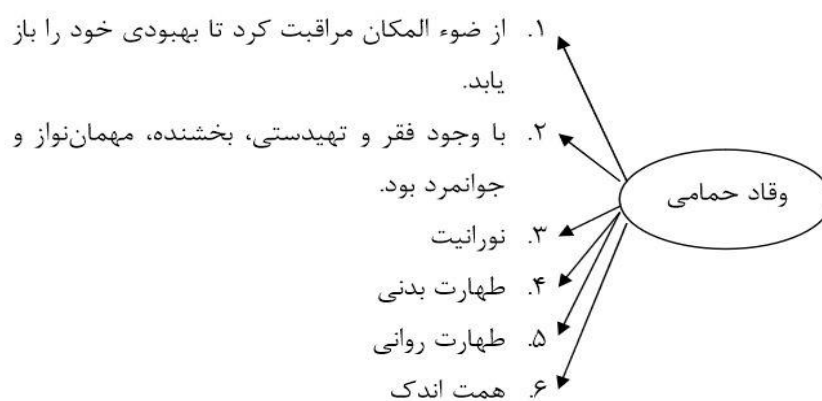 ۱. از ضوء المکان مراقبت کرد تا بهبودی خود را باز
یابد.
۲. با وجود فقر و تهیدستی، بخشنده، مهمان‌نواز و
جوانمرد بود.
وقاد حمامی
۳. نورانیت
۴. طهارت بدنی
۵. طهارت روانی
۶. همت اندک